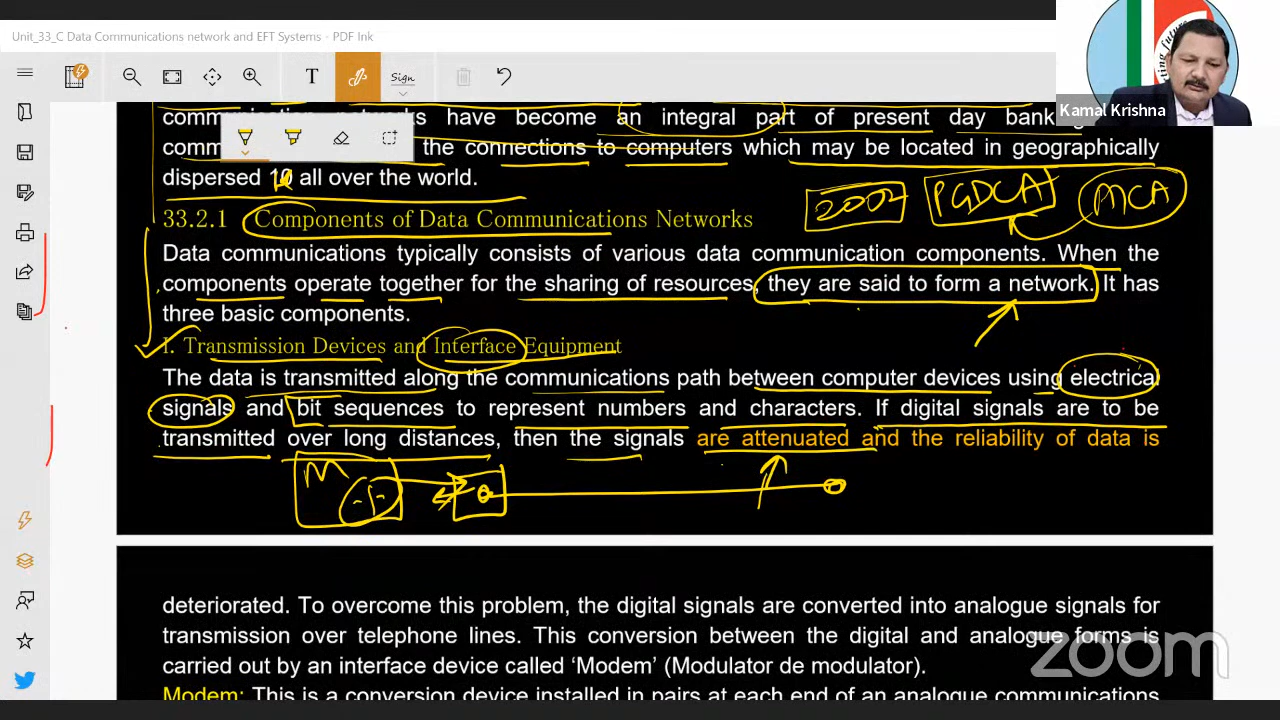 Unit_33_C Data Communications network and EFT Systems - PDF Ink
Sign
Kamal Krishna
have become an integral part of present day
the connections to computers which may be located in geographically
dispersed all over the world.
2007 PGDCA MCA
33.2.1 Components of Data Communications Networks
Data communications typically consists of various data communication components. When the
components operate together for the sharing of resources, they are said to form a network. It has
three basic components.
I. Transmission Devices and Interface Equipment
The data is transmitted along the communications path between computer devices using electrical
signals and bit sequences to represent numbers and characters. If digital signals are to be
transmitted over long distances, then the signals are attenuated and the reliability of data is
M
deteriorated. To overcome this problem, the digital signals are converted into analogue signals for
transmission over telephone lines. This conversion between the digital and analogue forms is
carried out by an interface device called ‘Modem’ (Modulator de modulator).
Modem: This is a conversion device installed in pairs at each end of an analogue communications
zoom